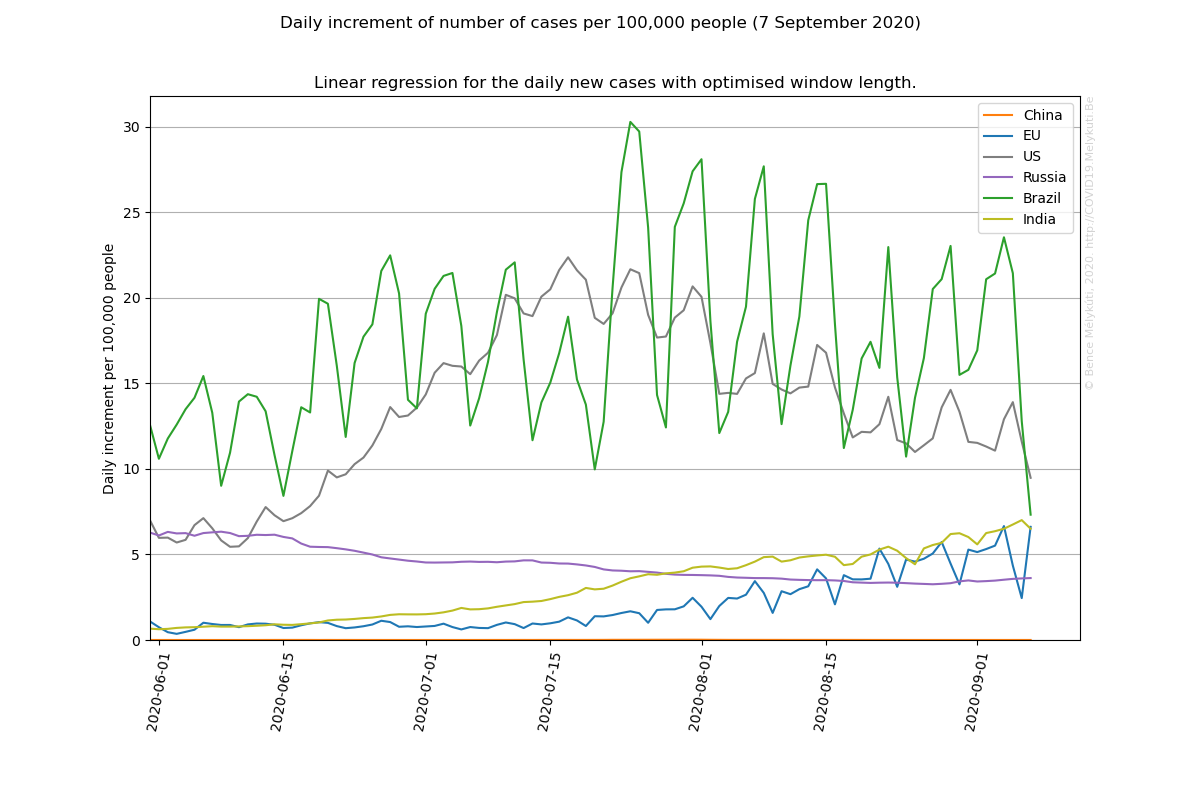 Daily increment of number of cases per 100,000 people (7 September 2020)
Linear regression for the daily new cases with optimised window length.
Daily increment per 100,000 people
30
25
20
15
10
5
0
China
EU
US
Russia
Brazil
India
© Bence Mélykúti, 2020. http://COVID19.Melykuti.Be
2020-06-01
2020-06-15
2020-07-01
2020-07-15
2020-08-01
2020-08-15
2020-09-01